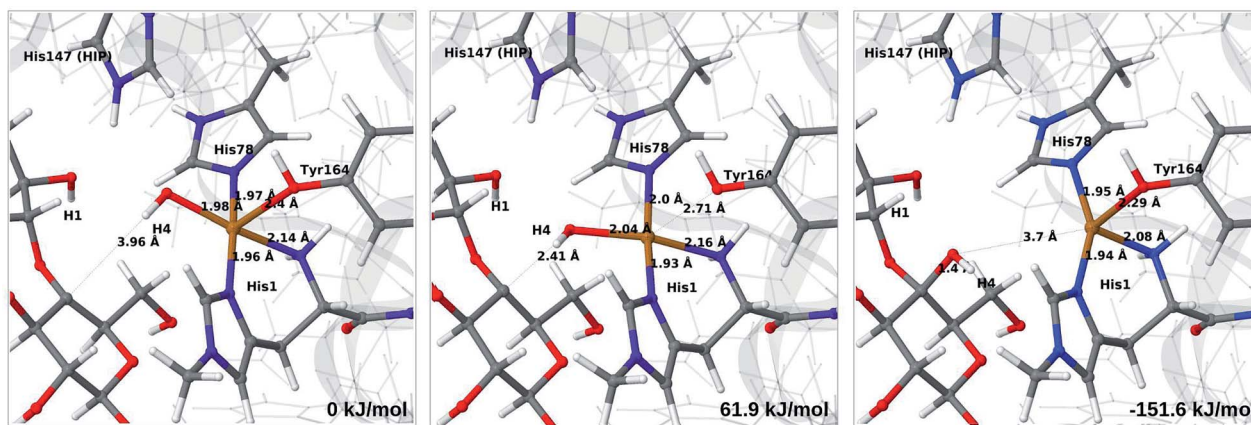 His147 (HIP)
His78
Tyr164
1.97 Å
1.98 Å
2.4 Å
H1
H4
2.14 Å
3.96 Å
1.96 Å
His1
0 kJ/mol
His147 (HIP)
His78
Tyr164
2.0 Å
2.71 Å
H1
H4
2.04 Å
2.16 Å
2.41 Å
1.93 Å
His1
61.9 kJ/mol
His147 (HIP)
His78
Tyr164
1.95 Å
2.29 Å
H1
3.7 Å
2.08 Å
1.94 Å
H4
His1
-151.6 kJ/mol